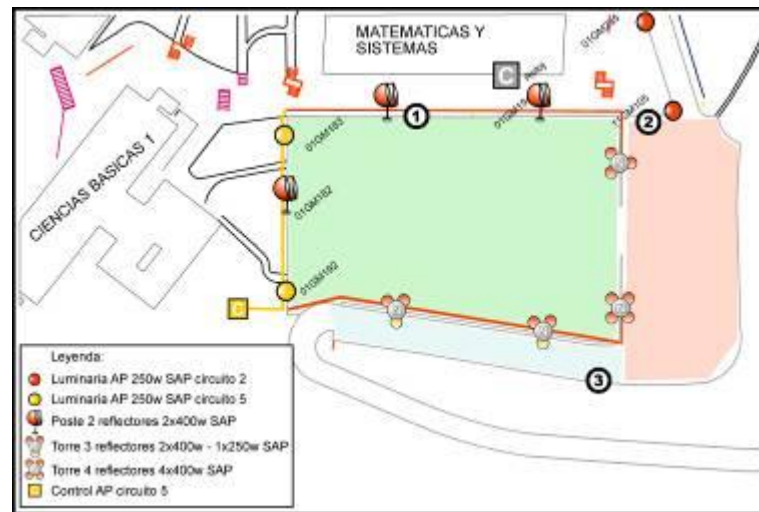 MATEMATICAS Y
SISTEMAS
C
1
2
01GM183
CIENCIAS BASICAS 1
01GM182
01GM192
C
3
Leyenda:
Luminaria AP 250w SAP circuito 2
Luminaria AP 250w SAP circuito 5
Poste 2 reflectores 2x400w SAP
Torre 3 reflectores 2x400w - 1x250w SAP
Torre 4 reflectores 4x400w SAP
Control AP circuito 5